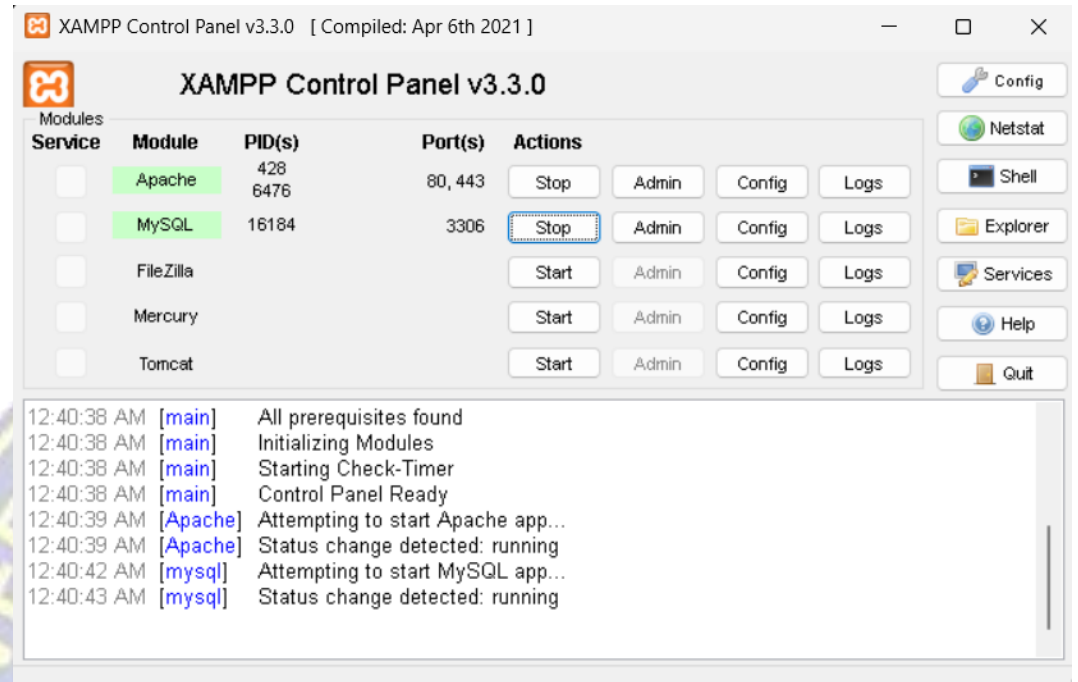 XAMPP Control Panel v3.3.0 [ Compiled: Apr 6th 2021 ]
XAMPP Control Panel v3.3.0
Config
Modules
Netstat
Service Module PID(s) Port(s) Actions
Apache 428 6476 80, 443 Stop Admin Config Logs
Shell
MySQL 16184 3306 Stop Admin Config Logs
Explorer
FileZilla Start Admin Config Logs
Services
Mercury Start Admin Config Logs
Help
Tomcat Start Admin Config Logs
Quit
12:40:38 AM [main] All prerequisites found
12:40:38 AM [main] Initializing Modules
12:40:38 AM [main] Starting Check-Timer
12:40:38 AM [main] Control Panel Ready
12:40:39 AM [Apache] Attempting to start Apache app...
12:40:39 AM [Apache] Status change detected: running
12:40:42 AM [mysql] Attempting to start MySQL app...
12:40:43 AM [mysql] Status change detected: running